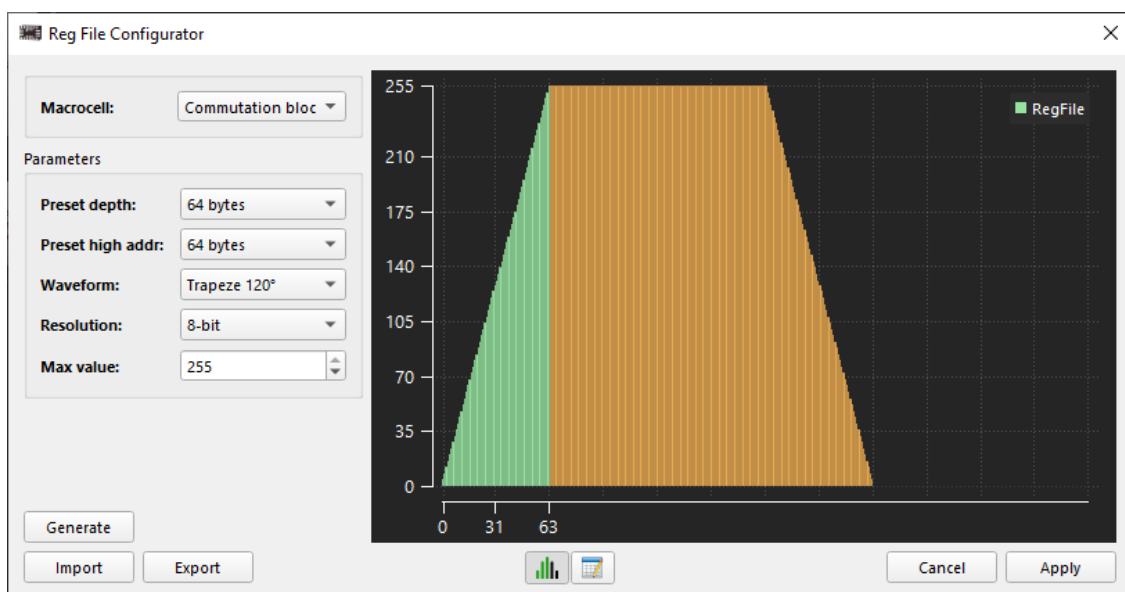 Reg File Configurator
Macrocell:
Commutation bloc
Parameters
Preset depth:
64 bytes
Preset high addr:
64 bytes
Waveform:
Trapeze 120°
Resolution:
8-bit
Max value:
255
Generate
Import
Export
255
210
175
140
105
70
35
0
0 31 63
RegFile
Cancel
Apply